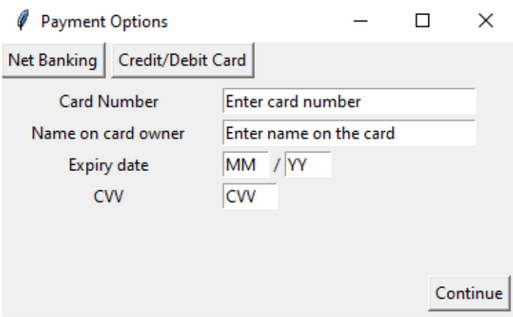 Payment Options
Net Banking Credit/Debit Card
Card Number Enter card number
Name on card owner Enter name on the card
Expiry date MM / YY
CVV CVV
Continue